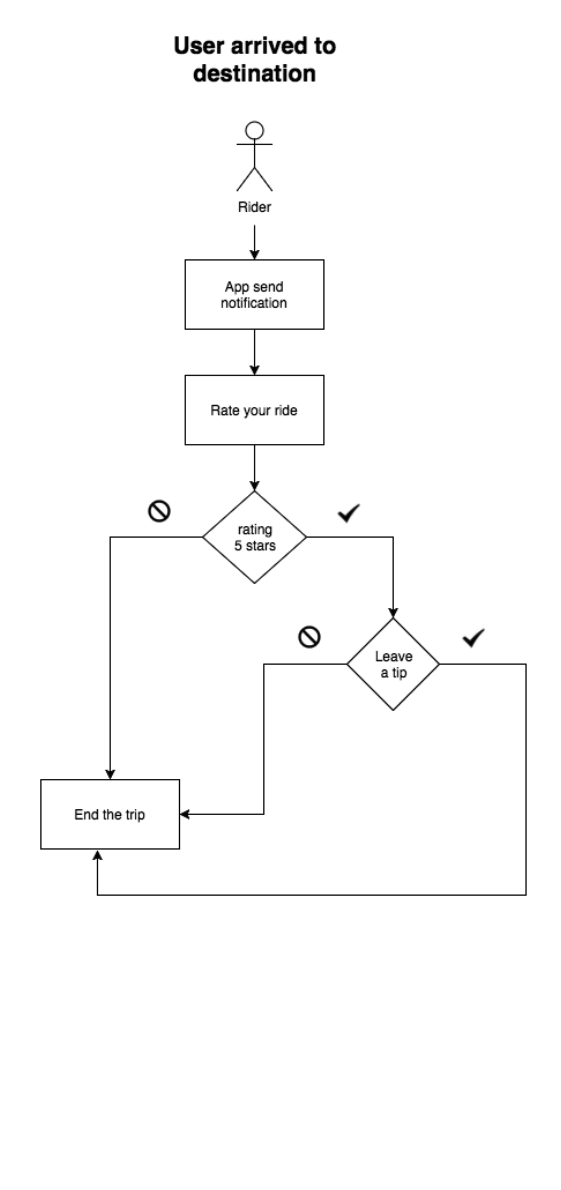 User arrived to
destination
Rider
App send
notification
Rate your ride
rating
5 stars
Leave
a tip
End the trip